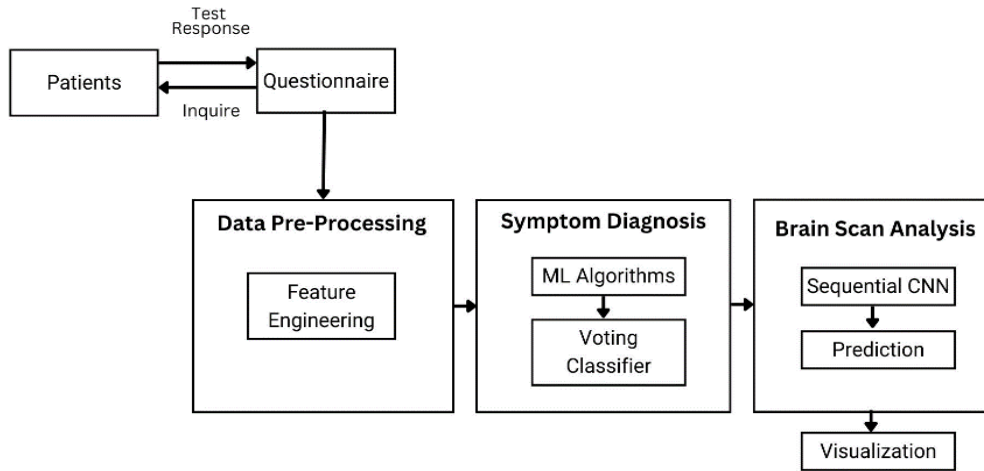 Test
Response
Patients
Questionnaire
Inquire
Data Pre-Processing
Feature
Engineering
Symptom Diagnosis
ML Algorithms
Voting
Classifier
Brain Scan Analysis
Sequential CNN
Prediction
Visualization